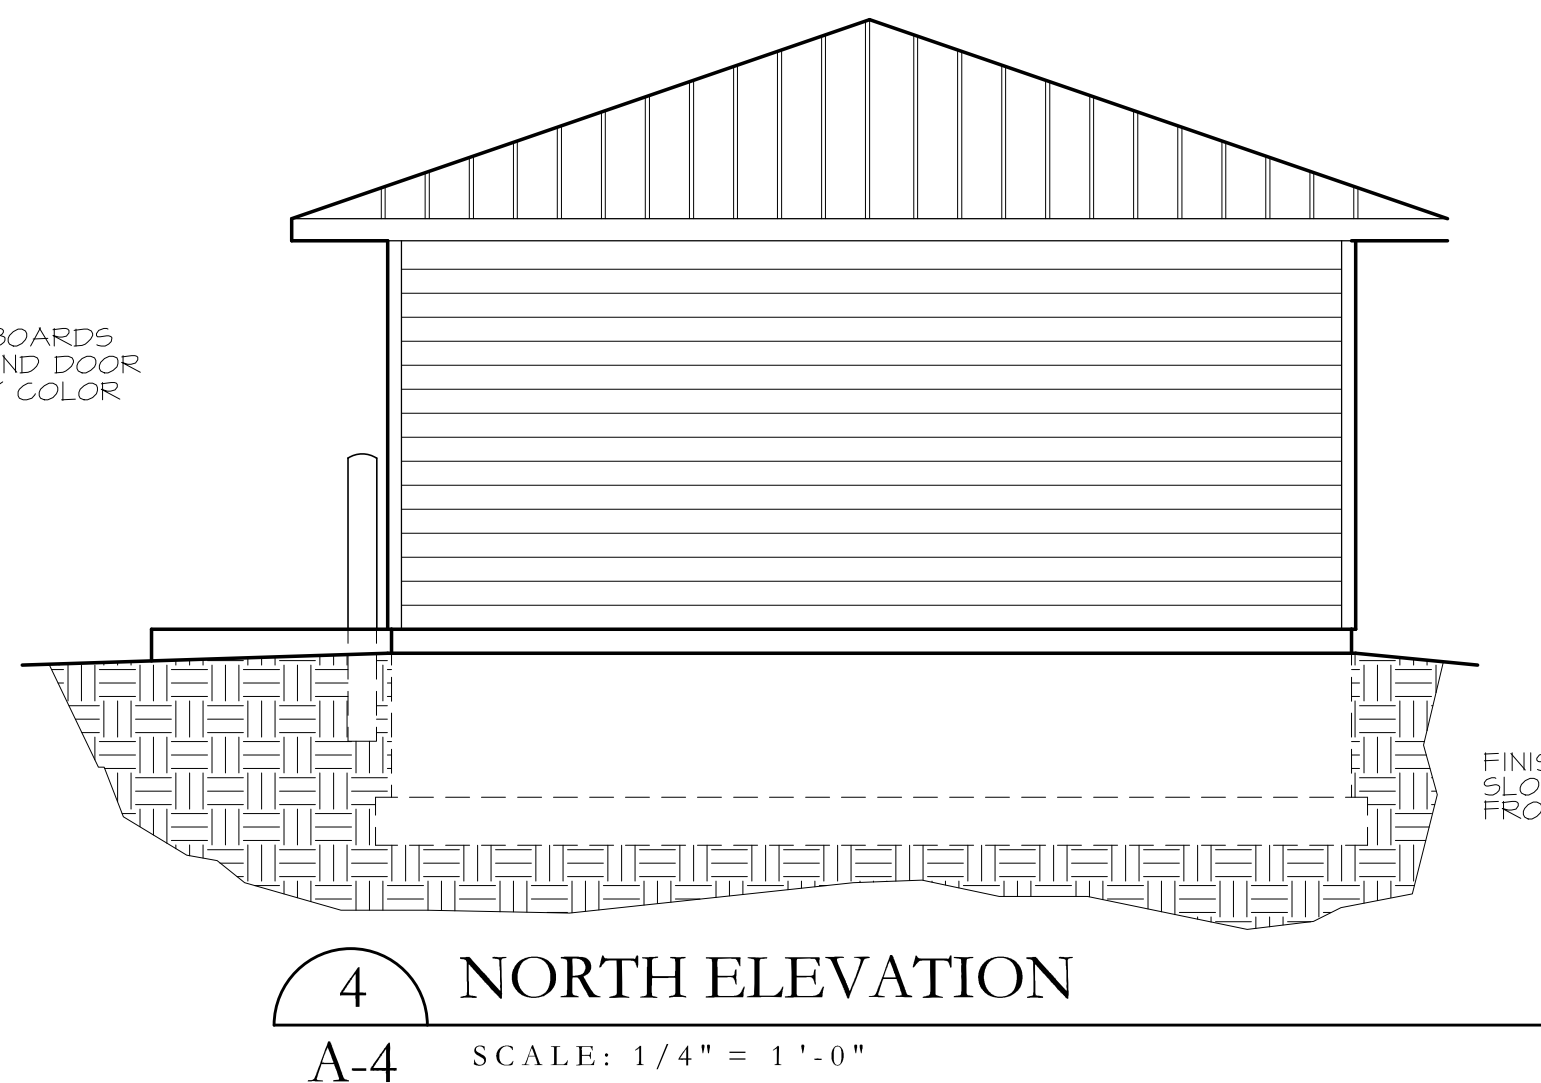 BOARDS
ND DOOR
COLOR
FINIS
SLO
FRO
4
NORTH ELEVATION
A-4
SCALE: 1/4" = 1'-0"